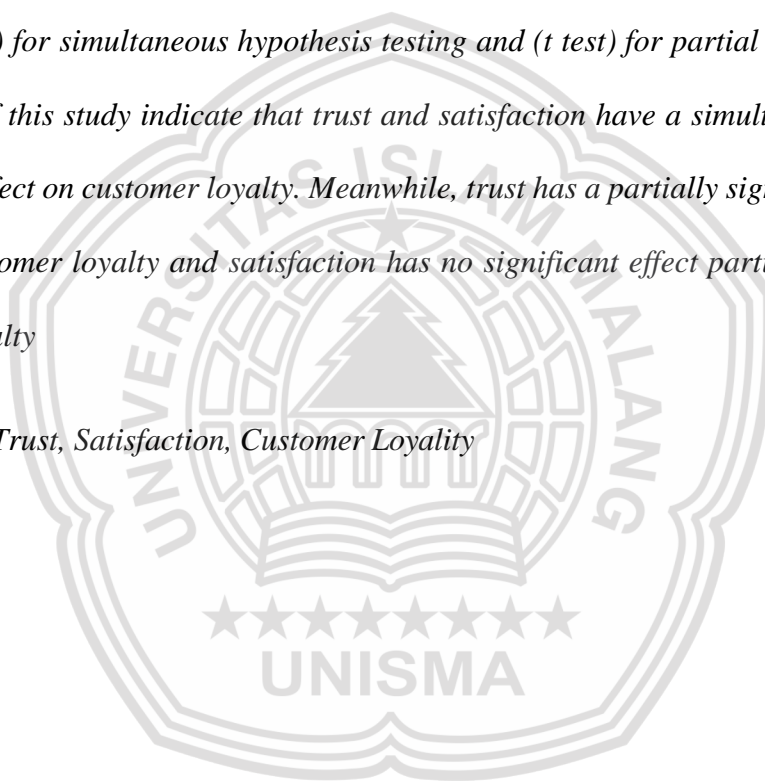 ) for simultaneous hypothesis testing and (t test) for partial
f this study indicate that trust and satisfaction have a simult
fect on customer loyalty. Meanwhile, trust has a partially sig
omer loyalty and satisfaction has no significant effect parti
alty
Trust, Satisfaction, Customer Loyality
UNIVERSITAS ISLAM MALANG
UNISMA